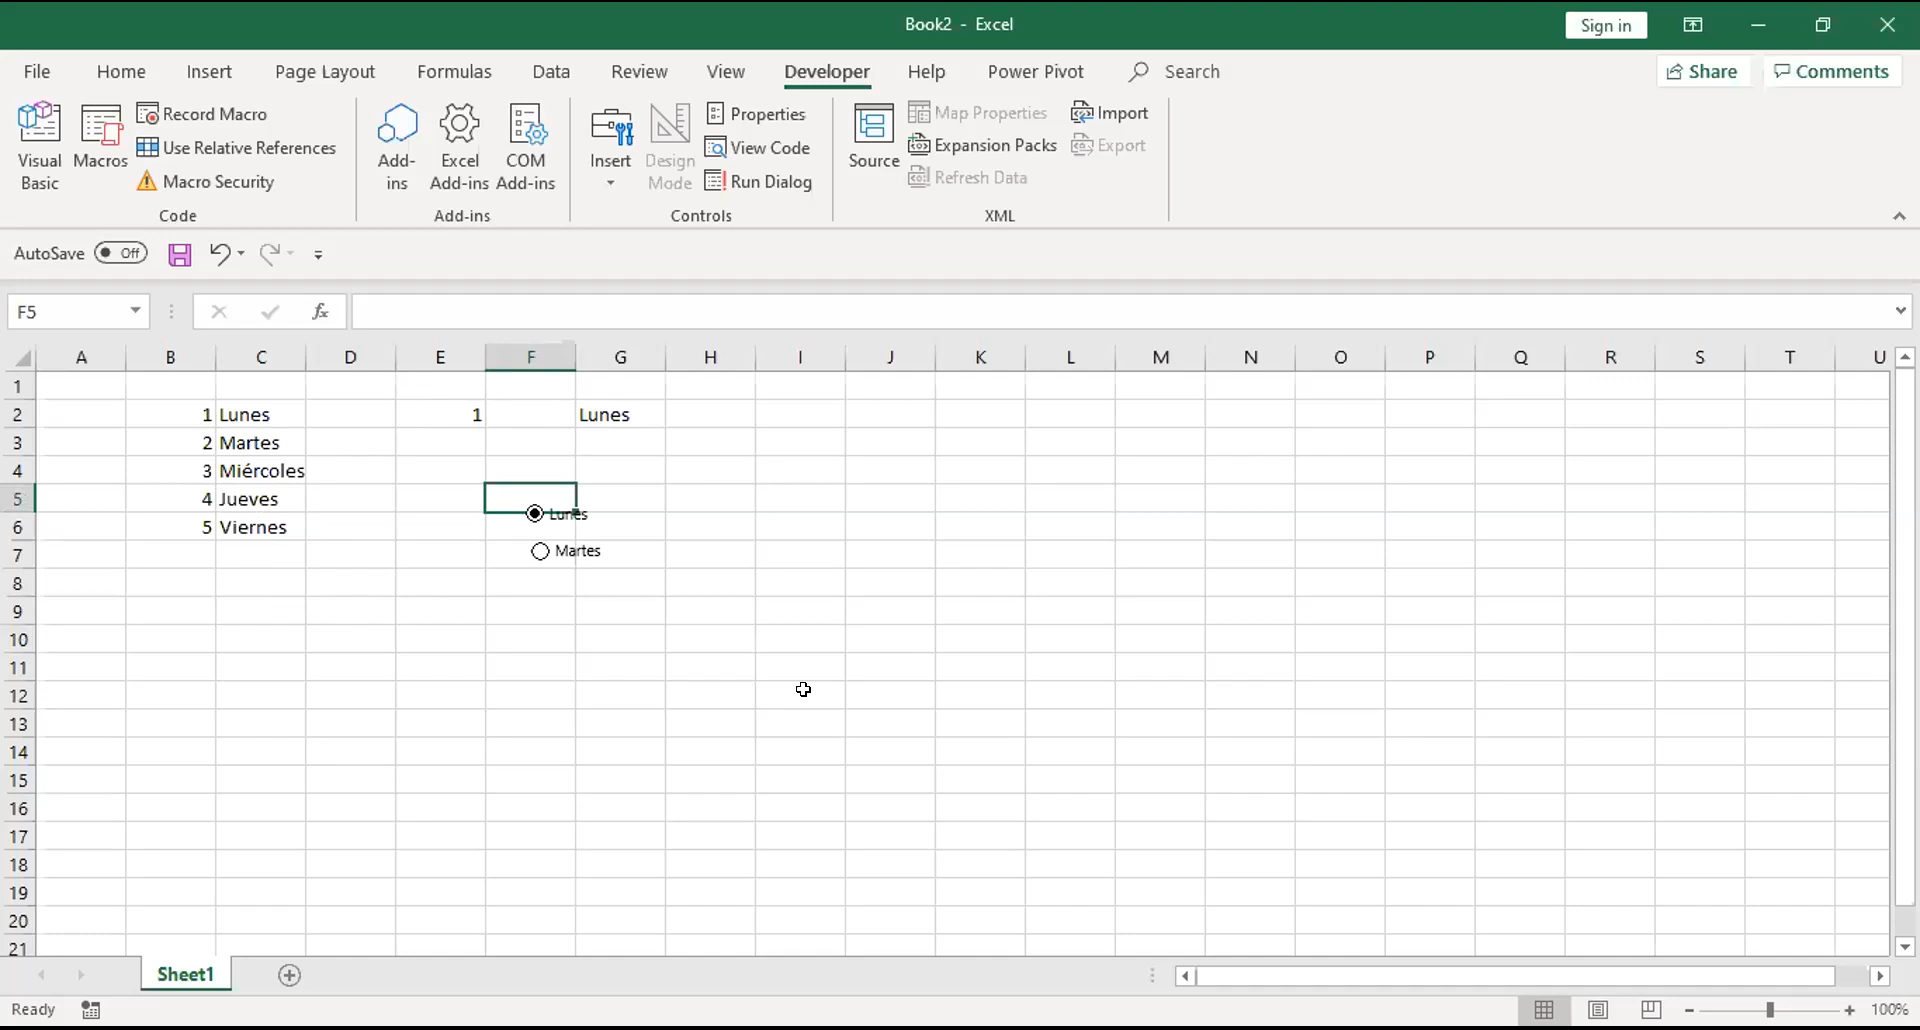 Book2 - Excel
Sign in
File Home Insert Page Layout Formulas Data Review View Developer Help Power Pivot Search
Share Comments
Visual Basic
Macros
Record Macro
Use Relative References
Macro Security
Code
Add-ins
Excel Add-ins
COM Add-ins
Add-ins
Insert
Design Mode
Properties
View Code
Run Dialog
Controls
Source
Map Properties
Expansion Packs
Refresh Data
Import
Export
XML
AutoSave Off
F5 fx
A B C D E F G H I J K L M N O P Q R S T U
1
2 1 Lunes 1 Lunes
3 2 Martes
4 3 Miércoles
5 4 Jueves
Lunes
6 5 Viernes
7 Martes
8
9
10
11
12
13
14
15
16
17
18
19
20
21
Sheet1
Ready 100%